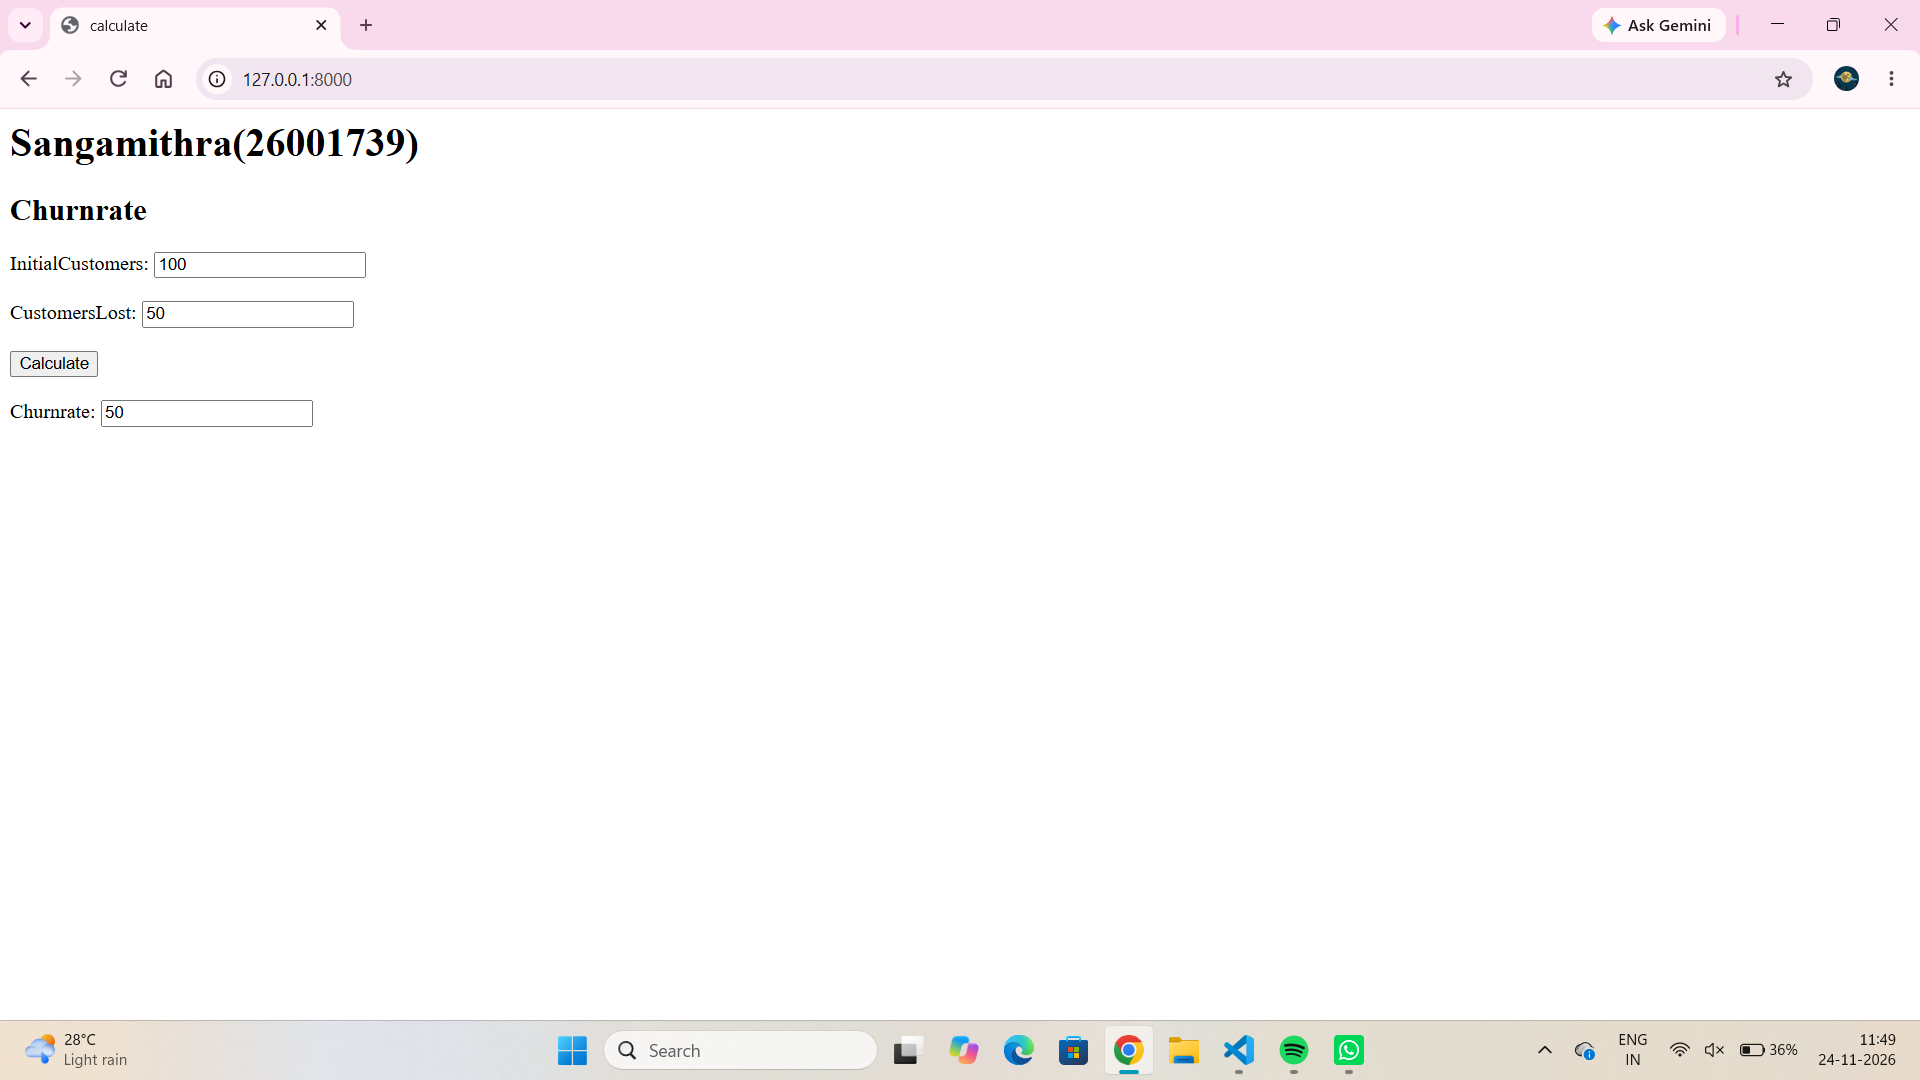 calculate
Ask Gemini
127.0.0.1:8000
Sangamithra(26001739)
Churnrate
InitialCustomers: 100
CustomersLost: 50
Calculate
Churnrate: 50
28°C
Light rain
Search
ENG
IN
36%
11:49
24-11-2026